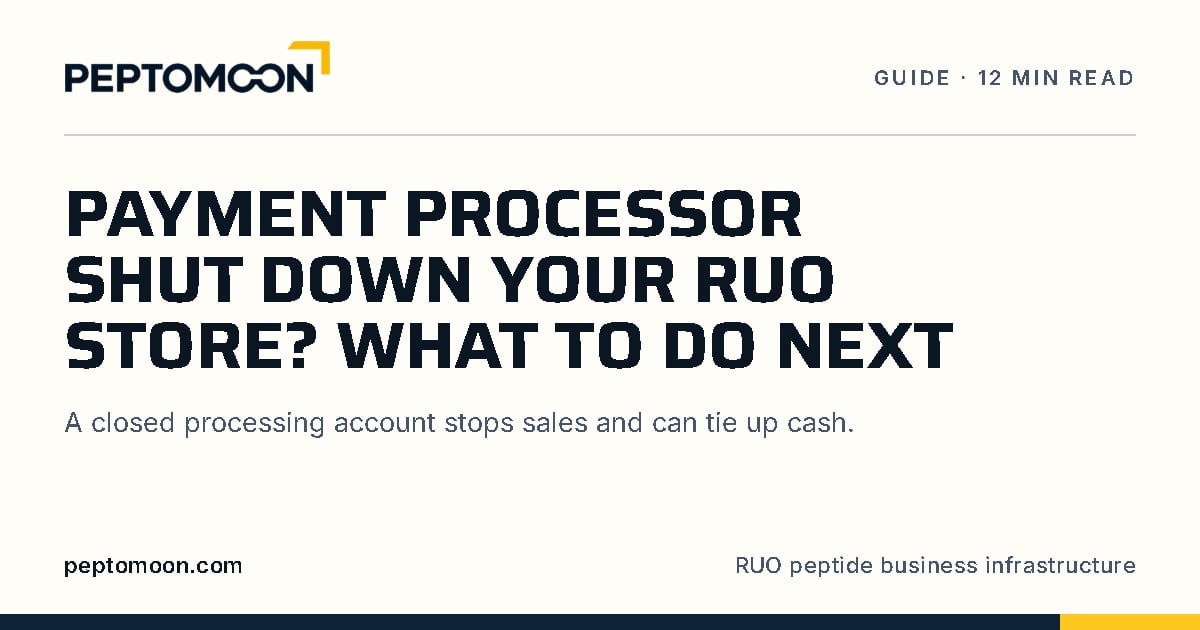 PEPTOMOON
GUIDE · 12 MIN READ
PAYMENT PROCESSOR
SHUT DOWN YOUR RUO
STORE? WHAT TO DO NEXT
A closed processing account stops sales and can tie up cash.
peptomoon.com
RUO peptide business infrastructure